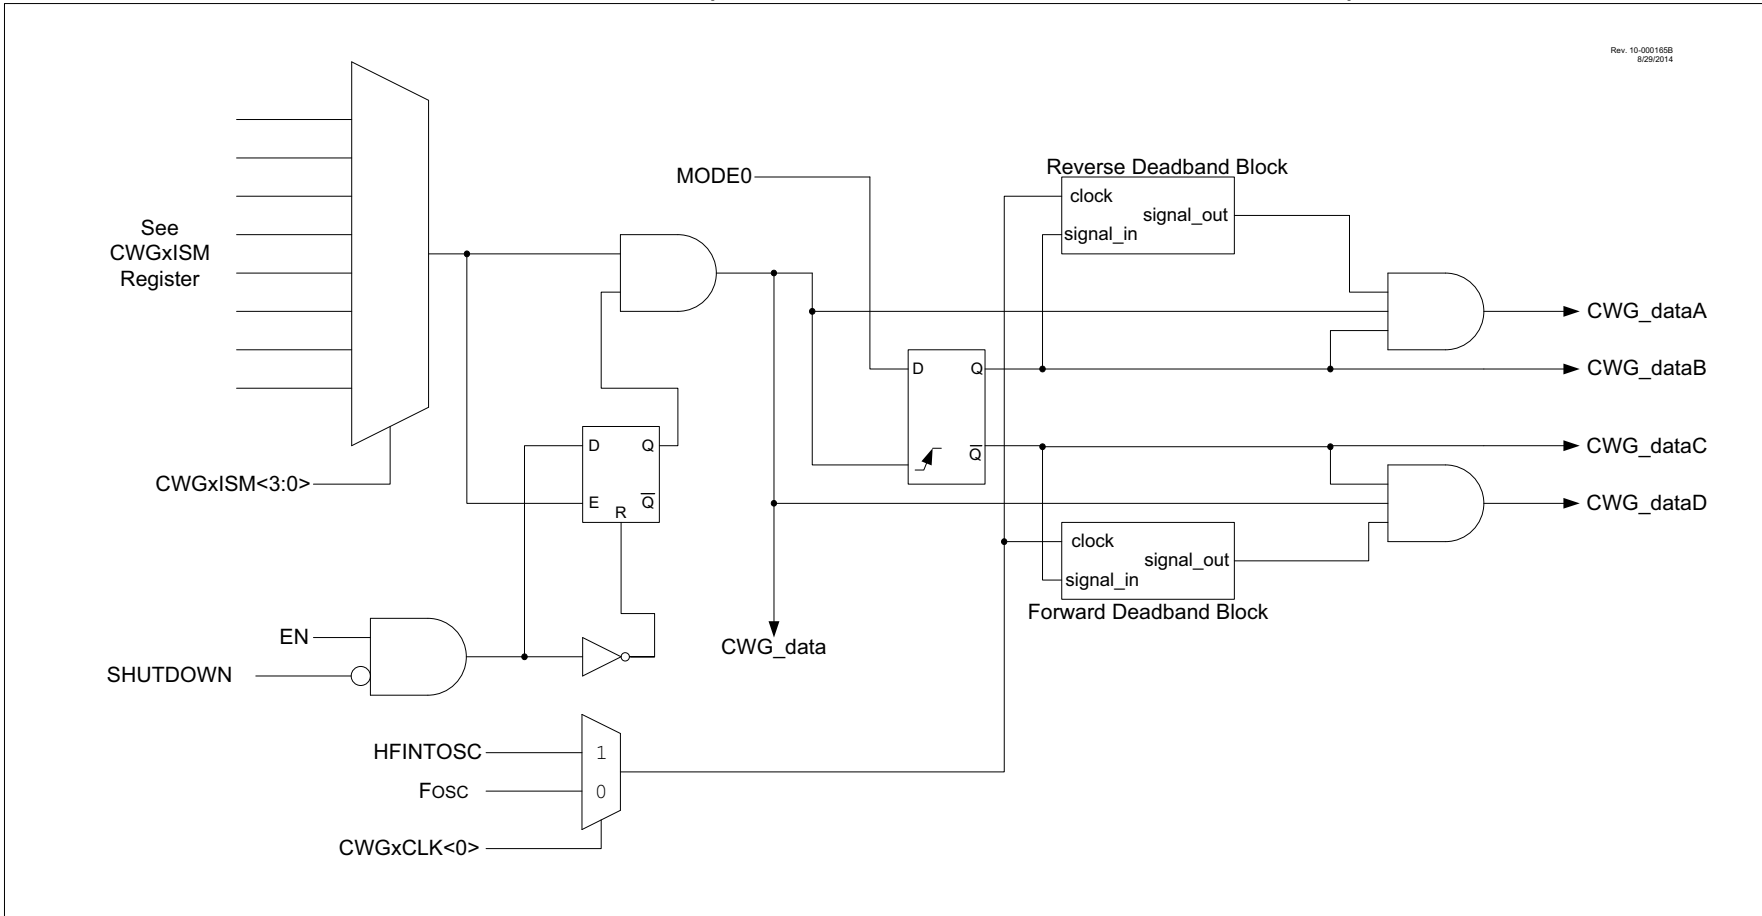 Rev. 10-000165B
8/29/2014
See
CWGxISM
Register
CWGxISM<3:0>
MODE0
Reverse Deadband Block
clock
signal_out
signal_in
D
Q
Q
CWG_dataA
CWG_dataB
CWG_dataC
CWG_dataD
D
Q
E
R
Q
clock
signal_out
signal_in
Forward Deadband Block
EN
SHUTDOWN
CWG_data
HFINTOSC
1
FOSC
0
CWGxCLK<0>